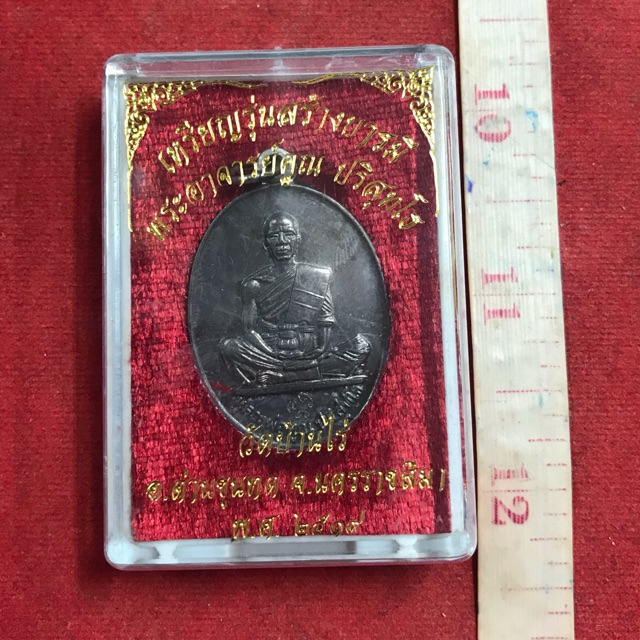 เหรียญรุ่นสร้างบารมี
พระอาจารย์คูณ ปริสุทโธ
วัดบ้านไร่
อ.ด่านขุนทด จ.นครราชสีมา
พ.ศ. ๒๕๑๙
10
11
12